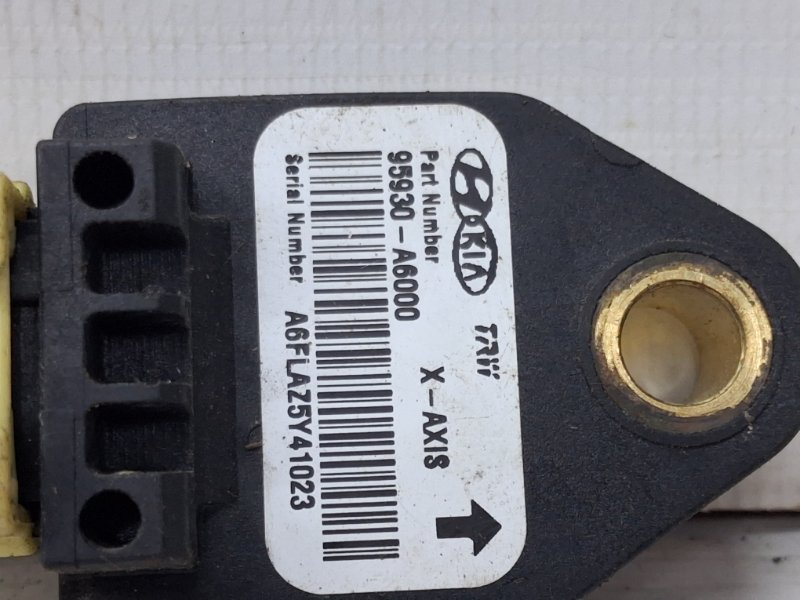 KIA TRW
Part Number
95930-A6000 X-AXIS
Serial Number A6FLAZ5Y41023